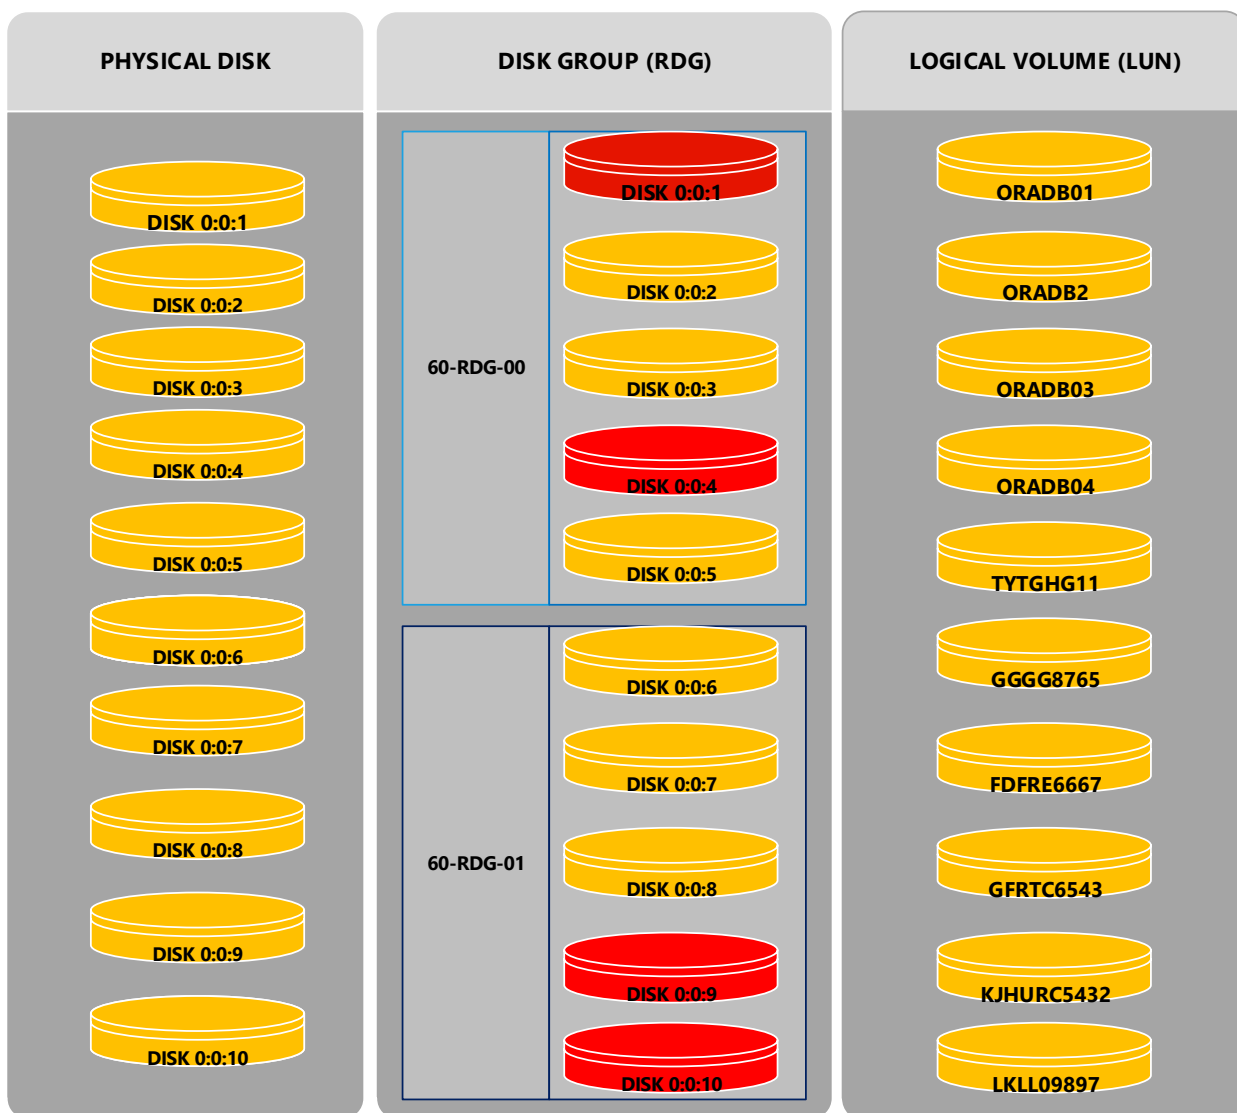 PHYSICAL DISK
DISK 0:0:1
DISK 0:0:2
DISK 0:0:3
DISK 0:0:4
DISK 0:0:5
DISK 0:0:6
DISK 0:0:7
DISK 0:0:8
DISK 0:0:9
DISK 0:0:10
DISK GROUP (RDG)
60-RDG-00
DISK 0:0:1
DISK 0:0:2
DISK 0:0:3
DISK 0:0:4
DISK 0:0:5
60-RDG-01
DISK 0:0:6
DISK 0:0:7
DISK 0:0:8
DISK 0:0:9
DISK 0:0:10
LOGICAL VOLUME (LUN)
ORADB01
ORADB2
ORADB03
ORADB04
TYTGHG11
GGGG8765
FDFRE6667
GFRTC6543
KJHURC5432
LKLL09897